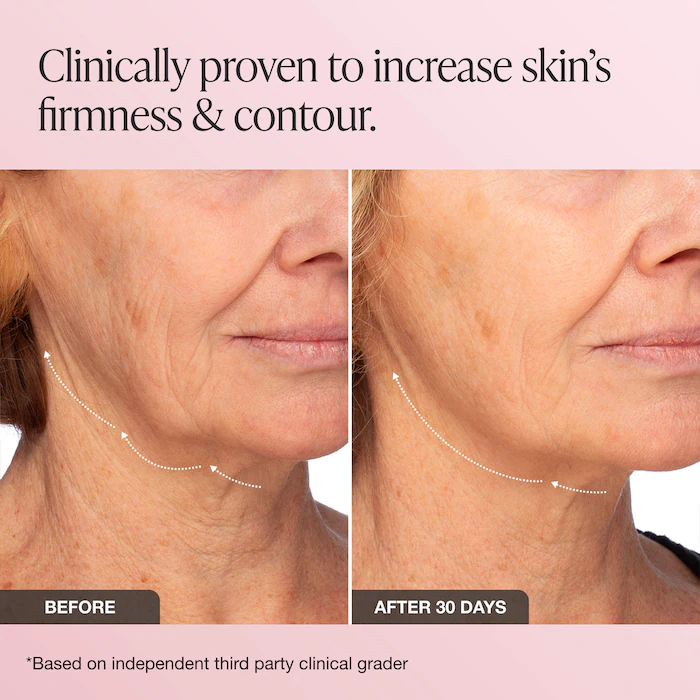 Clinically proven to increase skin’s
firmness & contour.
BEFORE
AFTER 30 DAYS
*Based on independent third party clinical grader